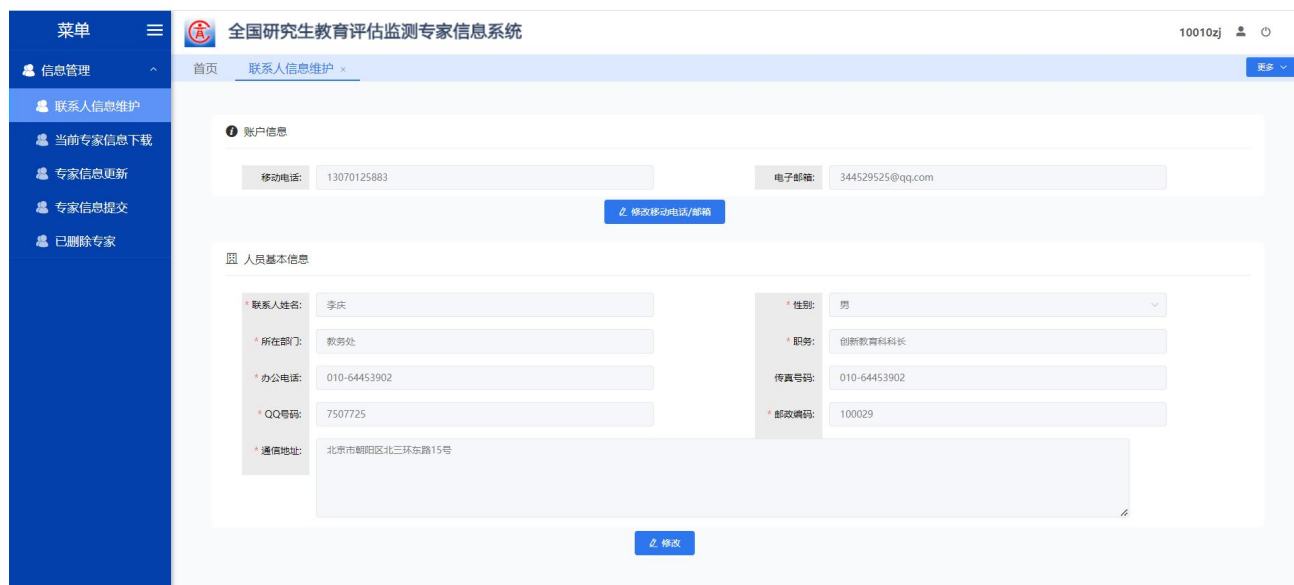 菜单
全国研究生教育评估监测专家信息系统
10010zj
信息管理
首页 联系人信息维护 ×
更多
联系人信息维护
当前专家信息下载
专家信息更新
专家信息提交
已删除专家
账户信息
移动电话: 13070125883 电子邮箱: 344529525@qq.com
修改移动电话/邮箱
人员基本信息
* 联系人姓名: 李庆 * 性别: 男
* 所在部门: 教务处 * 职务: 创新教育科科长
* 办公电话: 010-64453902 传真号码: 010-64453902
* QQ号码: 7507725 * 邮政编码: 100029
* 通信地址: 北京市朝阳区北三环东路15号
修改